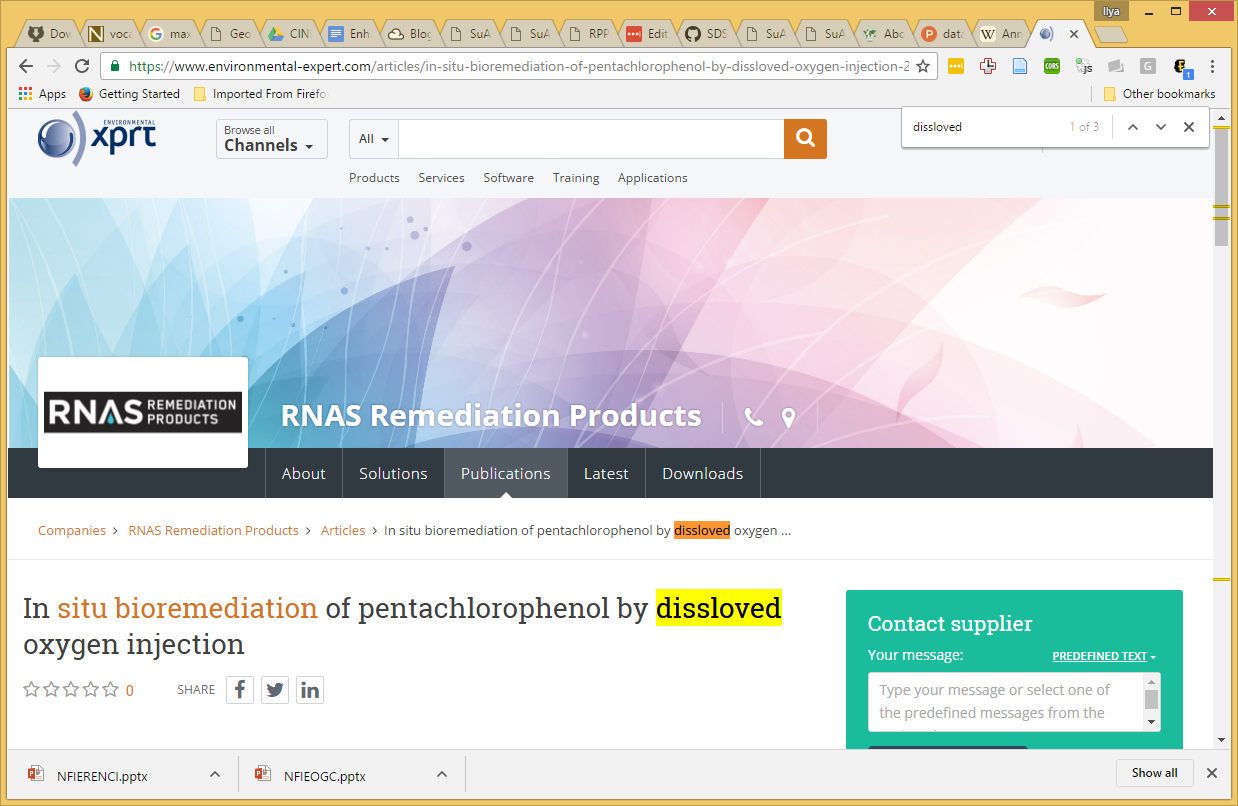 Ilya
Dow
voca
max
Geo
CIN
Enh
Blog
SuA
SuA
RPP
Edit
SDS
SuA
SuA
Abo
data
Ann
https://www.environmental-expert.com/articles/in-situ-bioremediation-of-pentachlorophenol-by-dissloved-oxygen-injection-2
Apps
Getting Started
Imported From Firefo
Other bookmarks
dissloved
1 of 3
ENVIRONMENTAL
xprt
Browse all
Channels
All
Products Services Software Training Applications
RNAS REMEDIATION
PRODUCTS
RNAS Remediation Products
About Solutions Publications Latest Downloads
Companies > RNAS Remediation Products > Articles > In situ bioremediation of pentachlorophenol by dissloved oxygen ...
In situ bioremediation of pentachlorophenol by dissloved
oxygen injection
0 SHARE
Contact supplier
Your message: PREDEFINED TEXT
Type your message or select one of
the predefined messages from the
NFIERENCI.pptx
NFIEOGC.pptx
Show all